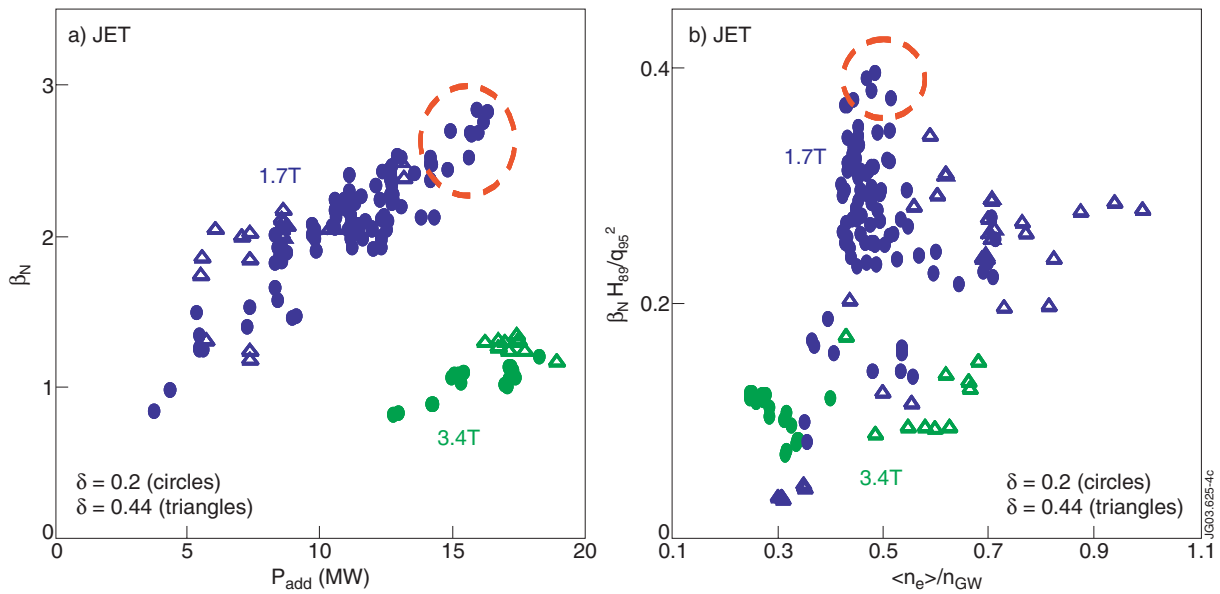 a) JET
3
2
1
0
β_N
1.7T
3.4T
δ = 0.2 (circles)
δ = 0.44 (triangles)
0 5 10 15 20
P_add (MW)
b) JET
0.4
0.2
0
β_N H_89/q_95^2
1.7T
3.4T
δ = 0.2 (circles)
δ = 0.44 (triangles)
0.1 0.3 0.5 0.7 0.9 1.1
<n_e>/n_GW
JG03.625-4c